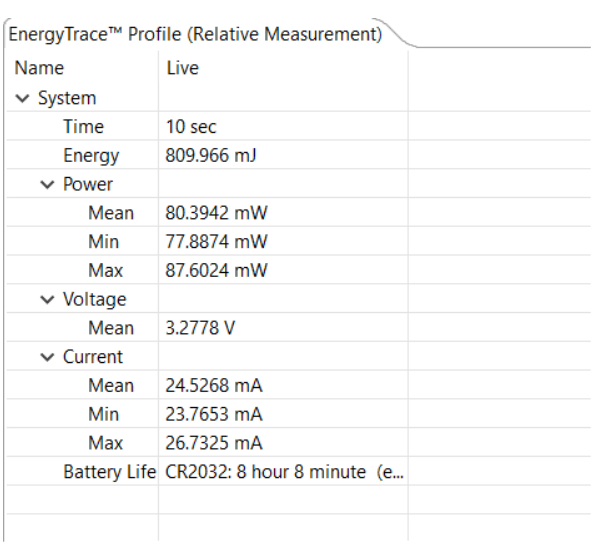 EnergyTrace™ Profile (Relative Measurement)
Name Live
System
Time 10 sec
Energy 809.966 mJ
Power
Mean 80.3942 mW
Min 77.8874 mW
Max 87.6024 mW
Voltage
Mean 3.2778 V
Current
Mean 24.5268 mA
Min 23.7653 mA
Max 26.7325 mA
Battery Life CR2032: 8 hour 8 minute (e...